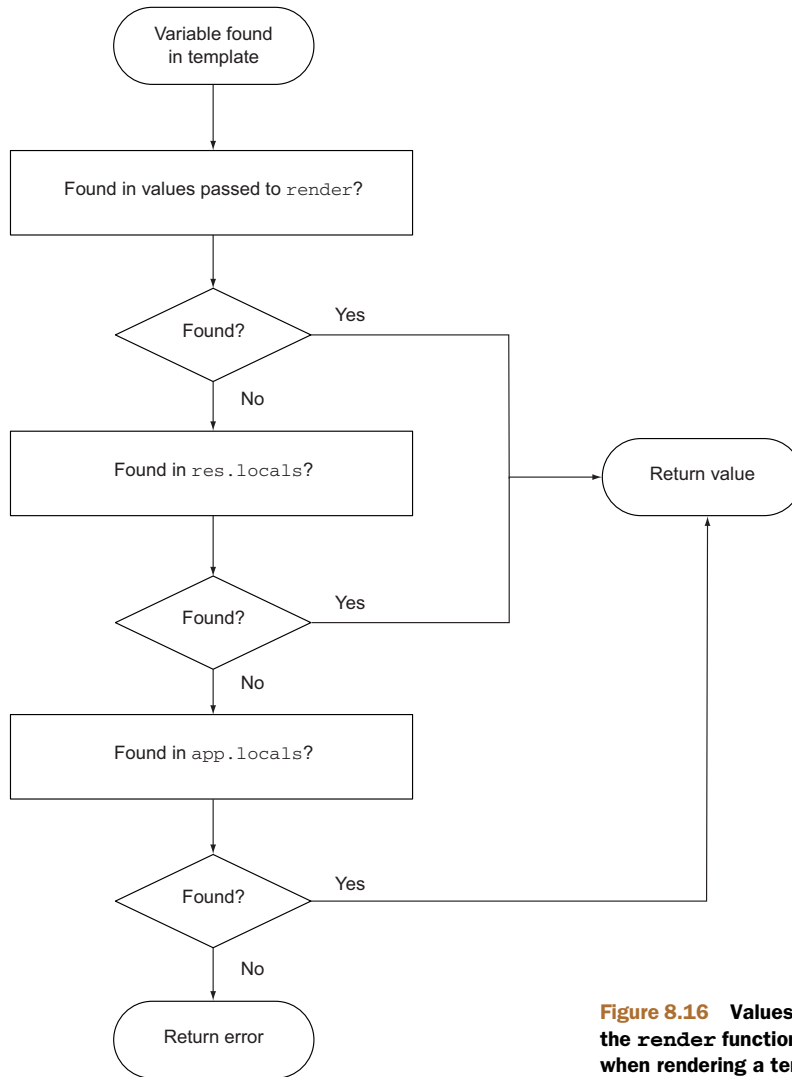 Variable found
in template
Found in values passed to render?
Found?
Yes
No
Found in res.locals?
Return value
Found?
Yes
No
Found in app.locals?
Found?
Yes
No
Return error
Figure 8.16 Values
the render function
when rendering a